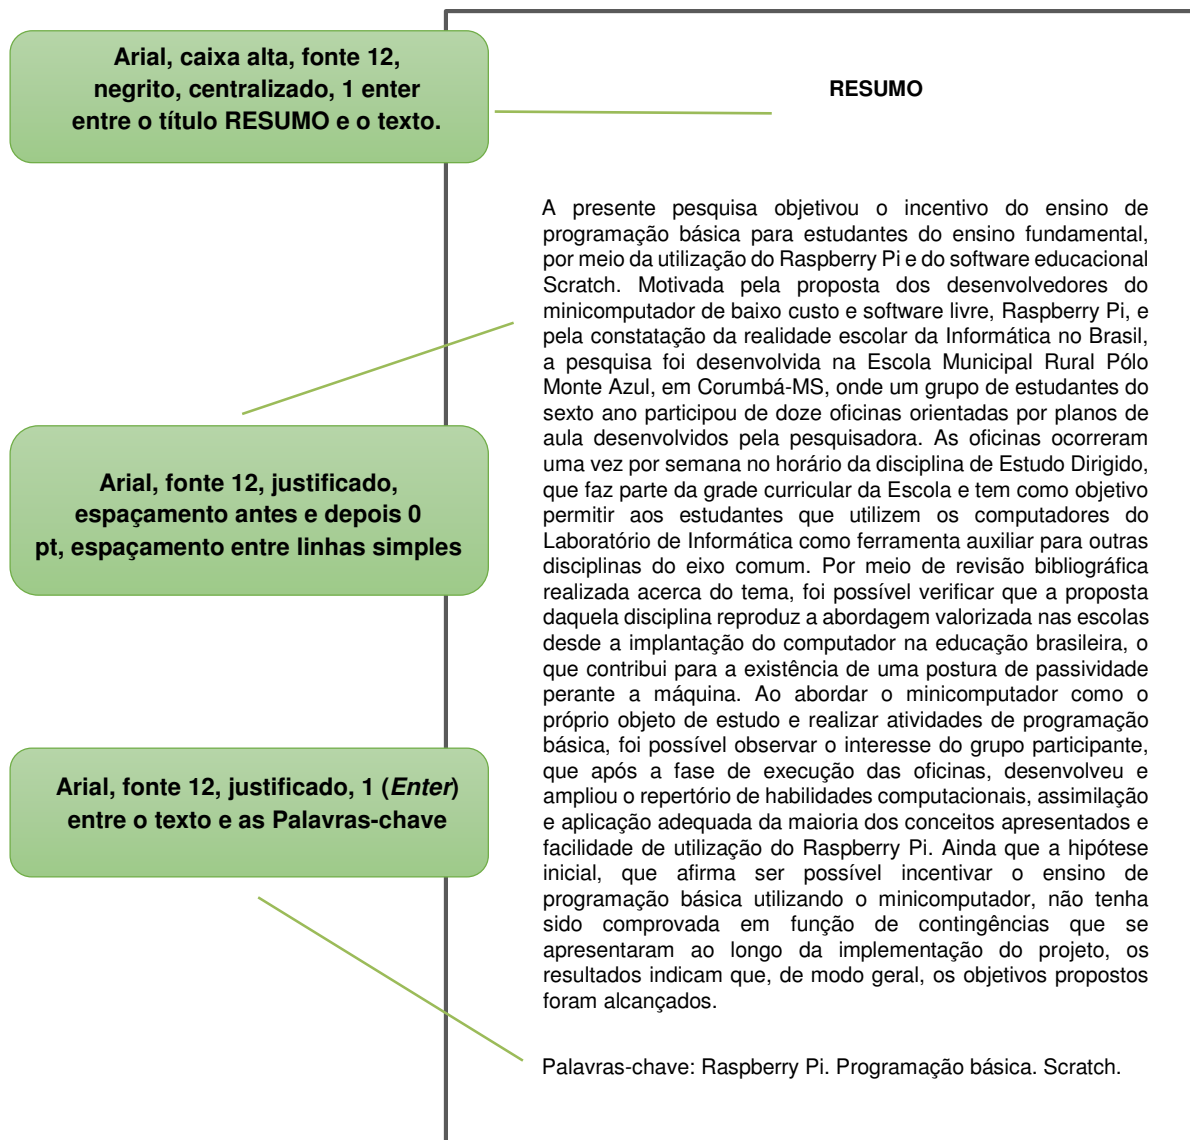 Arial, caixa alta, fonte 12,
negrito, centralizado, 1 enter
entre o título RESUMO e o texto.
RESUMO
A presente pesquisa objetivou o incentivo do ensino de
programação básica para estudantes do ensino fundamental,
por meio da utilização do Raspberry Pi e do software educacional
Scratch. Motivada pela proposta dos desenvolvedores do
minicomputador de baixo custo e software livre, Raspberry Pi, e
pela constatação da realidade escolar da Informática no Brasil,
a pesquisa foi desenvolvida na Escola Municipal Rural Pólo
Monte Azul, em Corumbá-MS, onde um grupo de estudantes do
sexto ano participou de doze oficinas orientadas por planos de
aula desenvolvidos pela pesquisadora. As oficinas ocorreram
uma vez por semana no horário da disciplina de Estudo Dirigido,
que faz parte da grade curricular da Escola e tem como objetivo
permitir aos estudantes que utilizem os computadores do
Laboratório de Informática como ferramenta auxiliar para outras
disciplinas do eixo comum. Por meio de revisão bibliográfica
realizada acerca do tema, foi possível verificar que a proposta
daquela disciplina reproduz a abordagem valorizada nas escolas
desde a implantação do computador na educação brasileira, o
que contribui para a existência de uma postura de passividade
perante a máquina. Ao abordar o minicomputador como o
próprio objeto de estudo e realizar atividades de programação
básica, foi possível observar o interesse do grupo participante,
que após a fase de execução das oficinas, desenvolveu e
ampliou o repertório de habilidades computacionais, assimilação
e aplicação adequada da maioria dos conceitos apresentados e
facilidade de utilização do Raspberry Pi. Ainda que a hipótese
inicial, que afirma ser possível incentivar o ensino de
programação básica utilizando o minicomputador, não tenha
sido comprovada em função de contingências que se
apresentaram ao longo da implementação do projeto, os
resultados indicam que, de modo geral, os objetivos propostos
foram alcançados.
Arial, fonte 12, justificado,
espaçamento antes e depois 0
pt, espaçamento entre linhas simples
Arial, fonte 12, justificado, 1 (Enter)
entre o texto e as Palavras-chave
Palavras-chave: Raspberry Pi. Programação básica. Scratch.